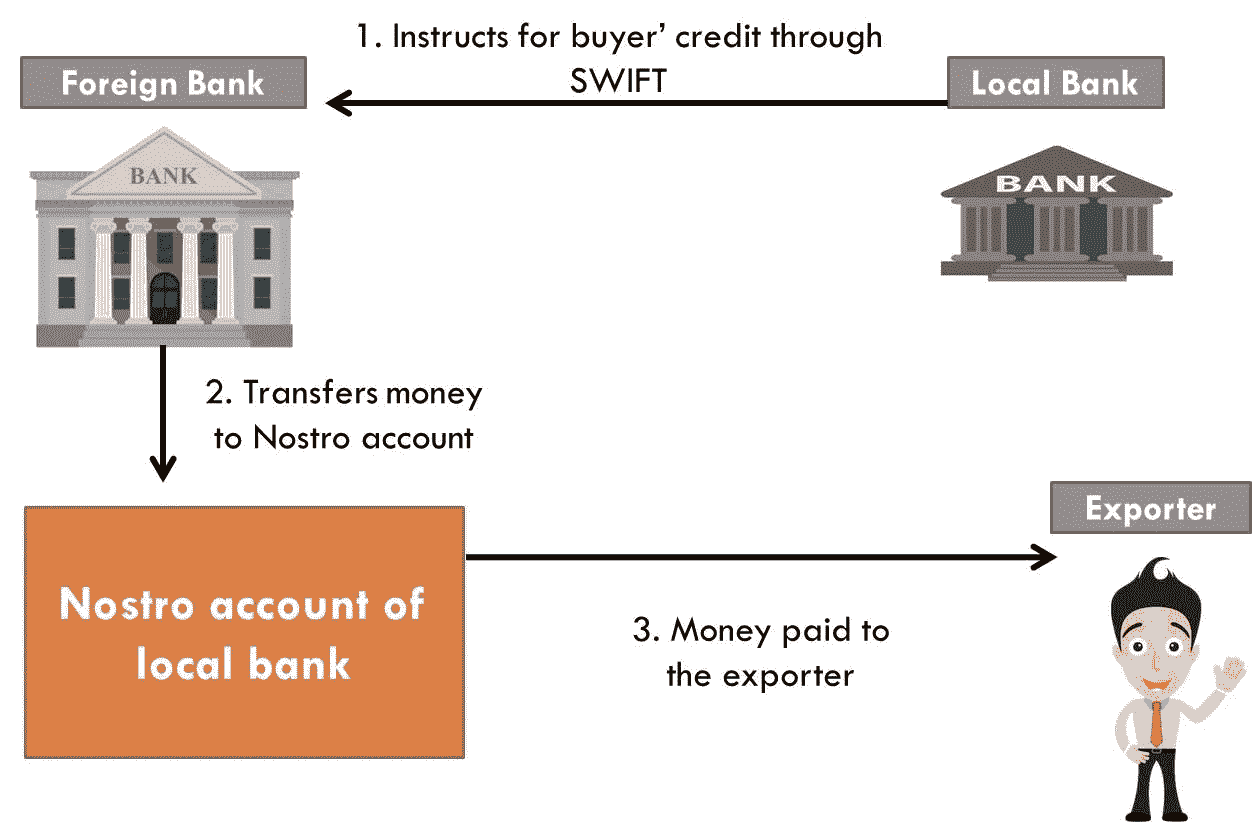 1. Instructs for buyer’ credit through
SWIFT
Foreign Bank
Local Bank
BANK
BANK
2. Transfers money
to Nostro account
Exporter
Nostro account of
local bank
3. Money paid to
the exporter